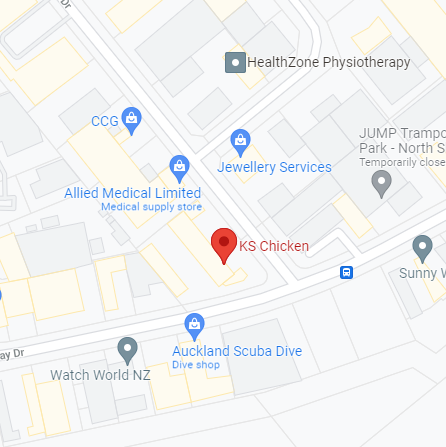 Dr
HealthZone Physiotherapy
CCG
JUMP Trampo
Park - North S
Temporarily close
Jewellery Services
Allied Medical Limited
Medical supply store
KS Chicken
Sunny W
Auckland Scuba Dive
Dive shop
ay Dr
Watch World NZ